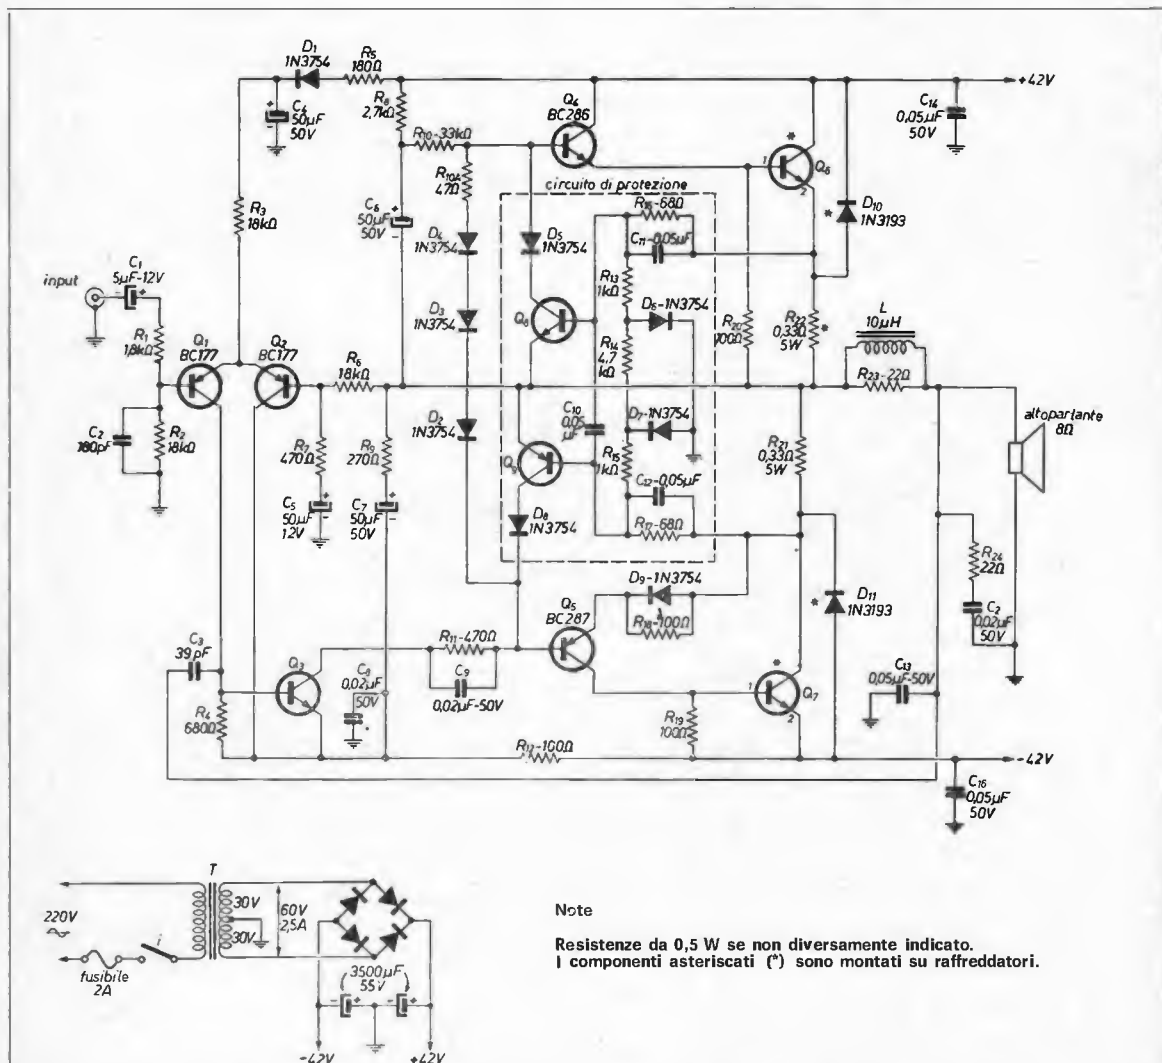 D1
1N3754
R5
180Ω
+
C4
50µF
50V
-
R8
2,7kΩ
R10-33kΩ
R10A
47Ω
Q4
BC286
+42V
C14
0,05µF
50V
*
1
Q6
2
D10
1N3193
*
circuito di protezione
R16-68Ω
C11-0,05µF
R3
18kΩ
C6
50µF
50V
+
-
D4
1N3754
D5
1N3754
R13
1kΩ
D6-1N3754
input
C1
5µF-12V
-
+
R1
1,8kΩ
D3
1N3754
Q8
R14
4,7
kΩ
R20
100Ω
R22
0,33Ω
5W
*
L
10µH
R23-22Ω
Q1
BC177
Q2
BC177
R6
18kΩ
D2
1N3754
C10
0,05
µF
D7-1N3754
R21
0,33Ω
5W
altoparlante
8Ω
C2
180pF
R2
18kΩ
R7
470Ω
R9
270Ω
Q9
R15
1kΩ
C12-0,05µF
C5
50µF
12V
+
-
C7
50µF
50V
+
-
D8
1N3754
R17-68Ω
R24
22Ω
C2
0,02µF
50V
D9-1N3754
R18-100Ω
Q5
BC287
D11
1N3193
*
C3
39pF
R11-470Ω
C9
0,02µF-50V
Q3
C8
0,02µF
50V
R4
680Ω
*
1
Q7
2
R19
100Ω
C13
0,05µF-50V
R12-100Ω
-42V
C16
0,05µF
50V
T
220V
~
i
fusibile
2A
30V
30V
60V
2,5A
3500µF
55V
-
+
-
+
-42V
+42V
Note
Resistenze da 0,5 W se non diversamente indicato.
I componenti asteriscati (*) sono montati su raffreddatori.